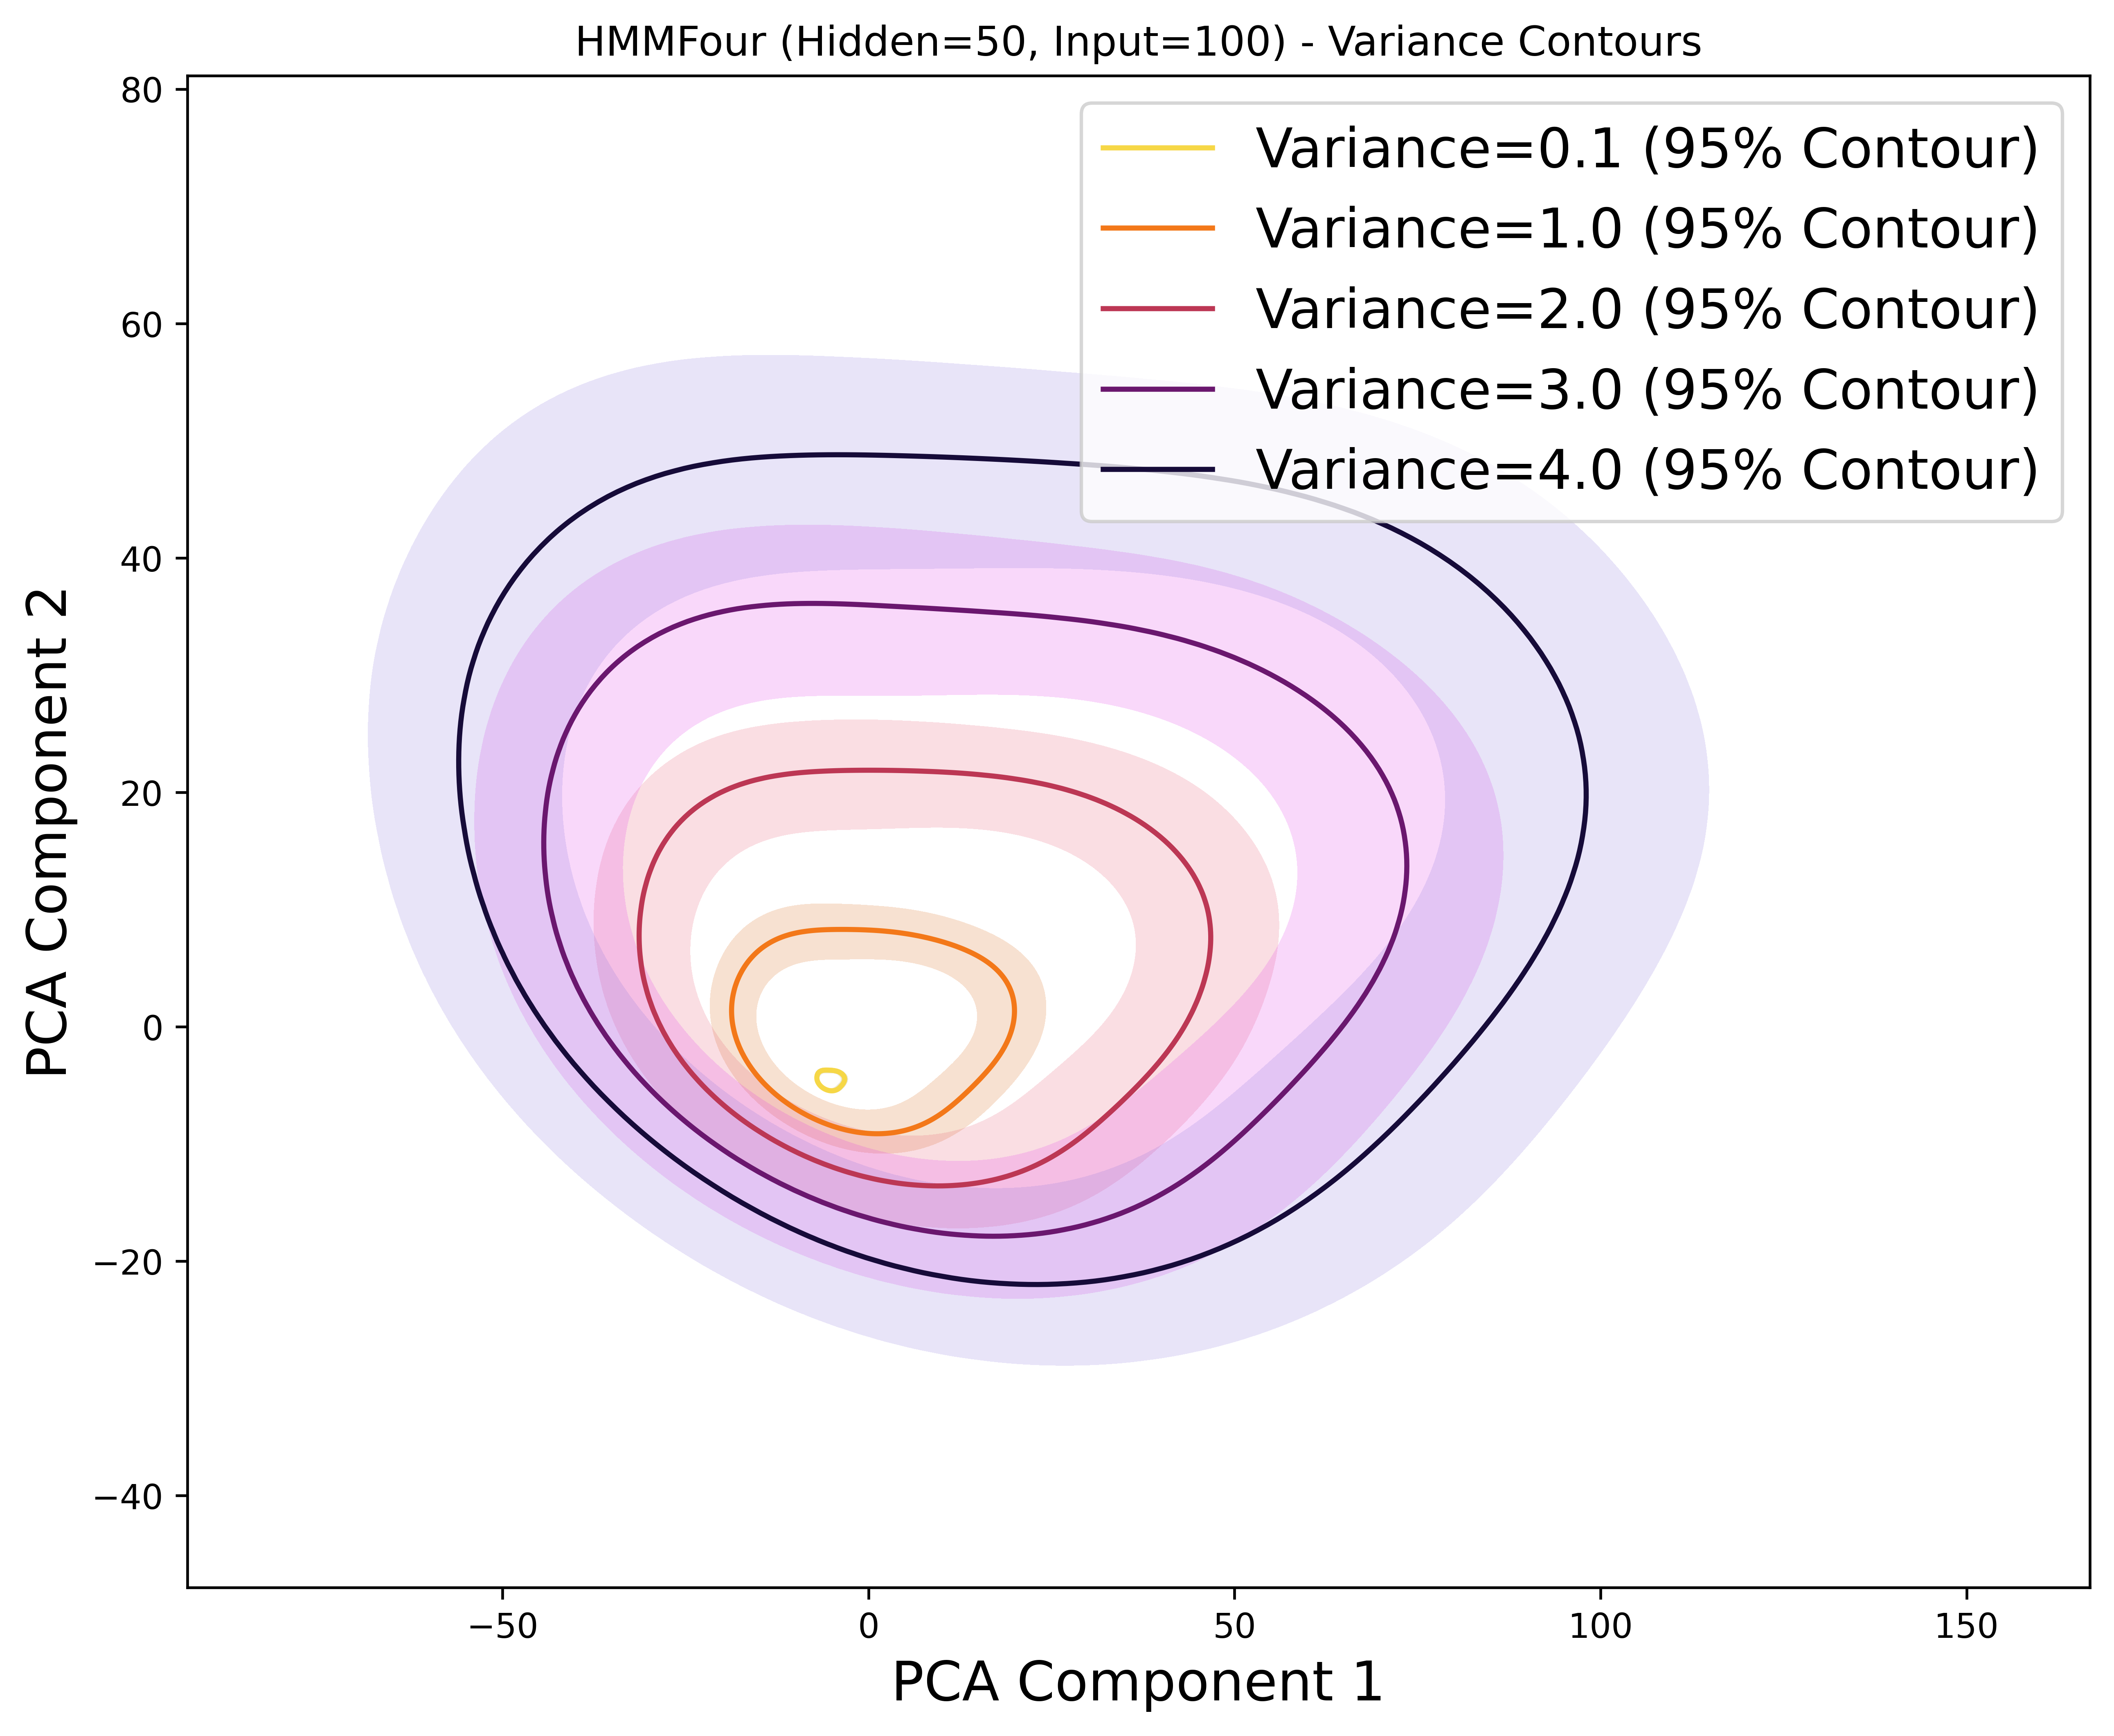 HMMFour (Hidden=50, Input=100) - Variance Contours
80
60
40
20
0
−20
−40
PCA Component 2
Variance=0.1 (95% Contour)
Variance=1.0 (95% Contour)
Variance=2.0 (95% Contour)
Variance=3.0 (95% Contour)
Variance=4.0 (95% Contour)
−50 0 50 100 150
PCA Component 1